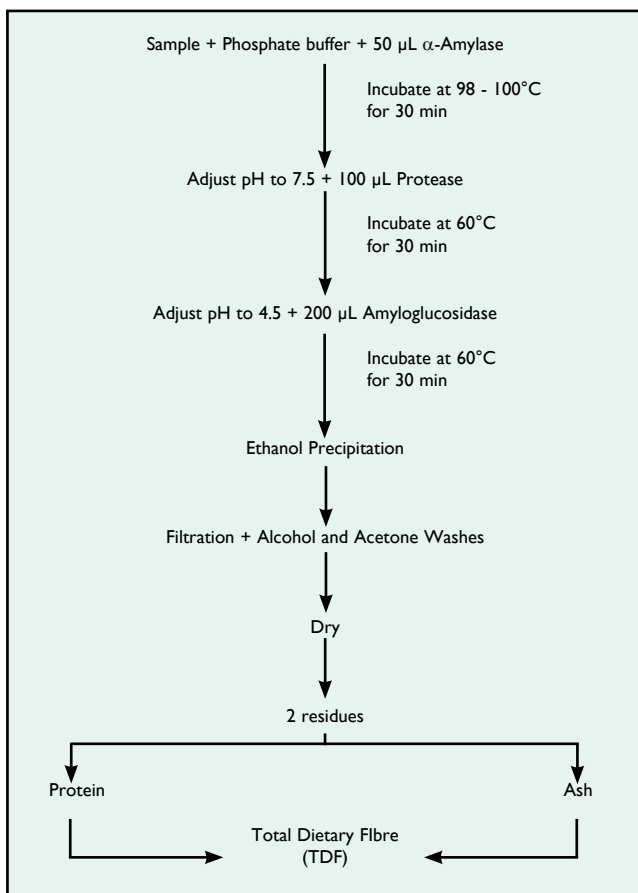 Sample + Phosphate buffer + 50 µL α-Amylase
Incubate at 98 - 100°C
for 30 min
Adjust pH to 7.5 + 100 µL Protease
Incubate at 60°C
for 30 min
Adjust pH to 4.5 + 200 µL Amyloglucosidase
Incubate at 60°C
for 30 min
Ethanol Precipitation
Filtration + Alcohol and Acetone Washes
Dry
2 residues
Protein
Ash
Total Dietary FIbre
(TDF)